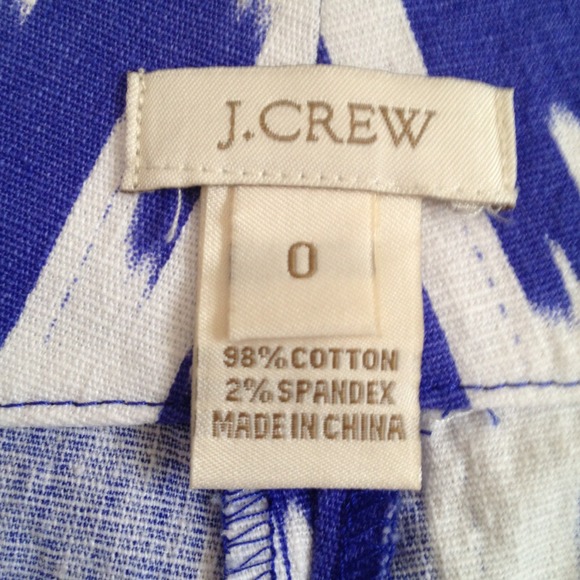 J.CREW
0
98% COTTON
2% SPANDEX
MADE IN CHINA